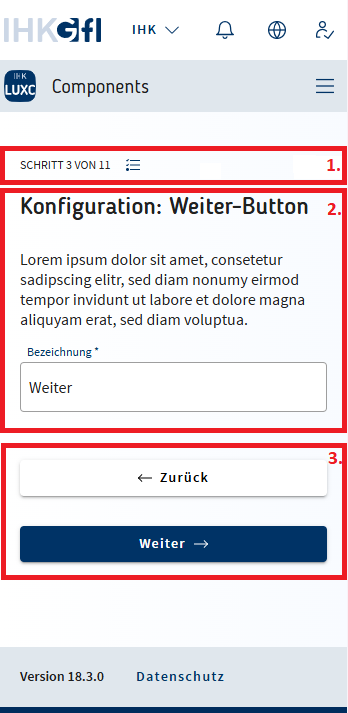 IHK GfI IHK
IHK
LUXC Components
SCHRITT 3 VON 11 1.
Konfiguration: Weiter-Button 2.
Lorem ipsum dolor sit amet, consetetur
sadipscing elitr, sed diam nonumy eirmod
tempor invidunt ut labore et dolore magna
aliquyam erat, sed diam voluptua.
Bezeichnung *
Weiter
3.
← Zurück
Weiter →
Version 18.3.0 Datenschutz